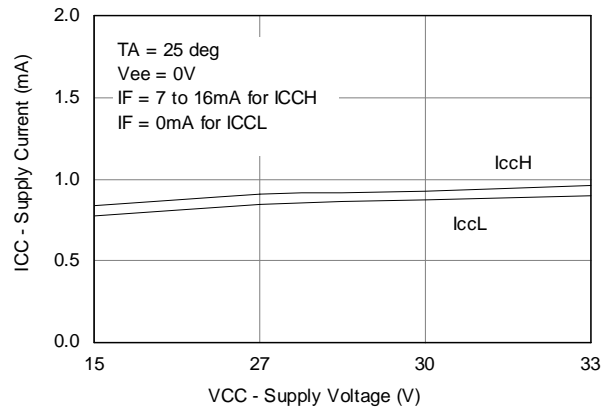 2.0
1.5
1.0
0.5
0.0
ICC - Supply Current (mA)
TA = 25 deg
Vee = 0V
IF = 7 to 16mA for ICCH
IF = 0mA for ICCL
IccH
IccL
15
27
30
33
VCC - Supply Voltage (V)